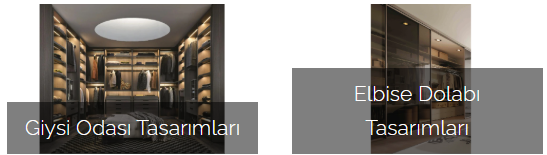 Giysi Odası Tasarımları
Elbise Dolabı
Tasarımları